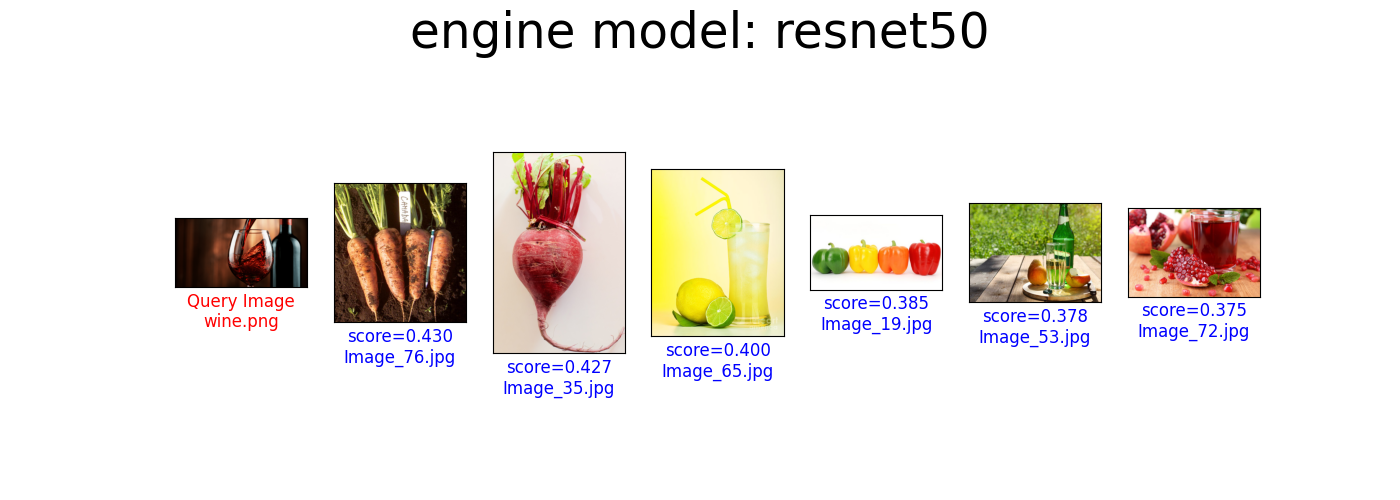 engine model: resnet50
Query Image
wine.png
score=0.430
Image_76.jpg
score=0.427
Image_35.jpg
score=0.400
Image_65.jpg
score=0.385
Image_19.jpg
score=0.378
Image_53.jpg
score=0.375
Image_72.jpg